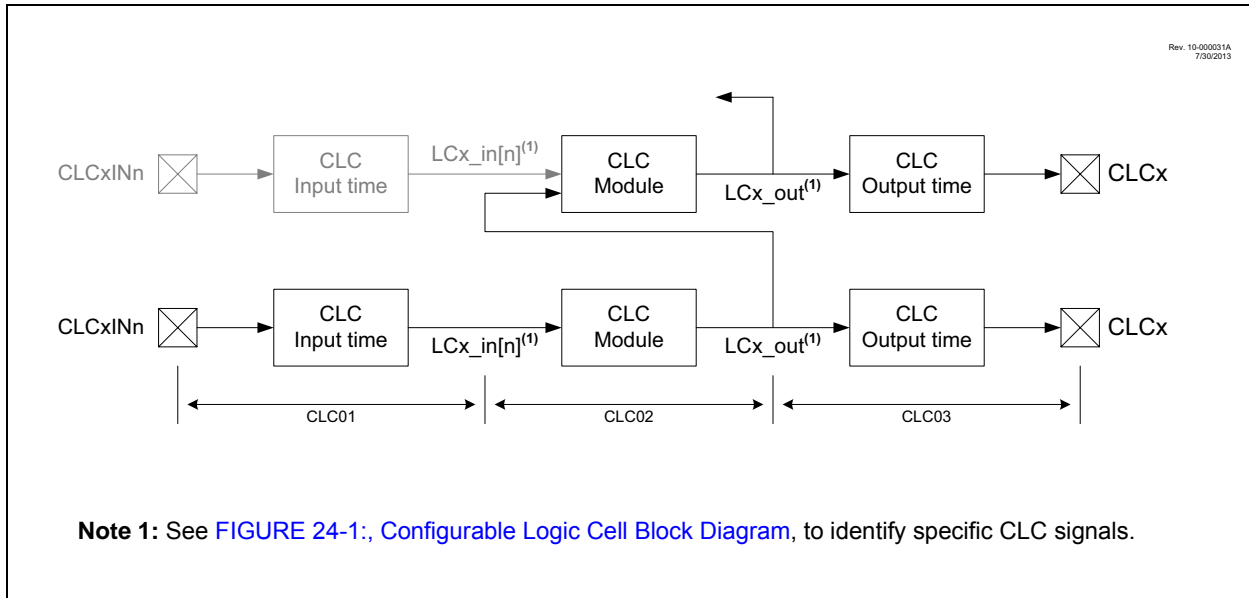 Rev. 10-000031A
7/30/2013
CLCxINn
CLC
Input time
LCx_in[n](1)
CLC
Module
LCx_out(1)
CLC
Output time
CLCx
CLCxINn
CLC
Input time
LCx_in[n](1)
CLC
Module
LCx_out(1)
CLC
Output time
CLCx
CLC01
CLC02
CLC03
Note 1: See FIGURE 24-1:, Configurable Logic Cell Block Diagram, to identify specific CLC signals.